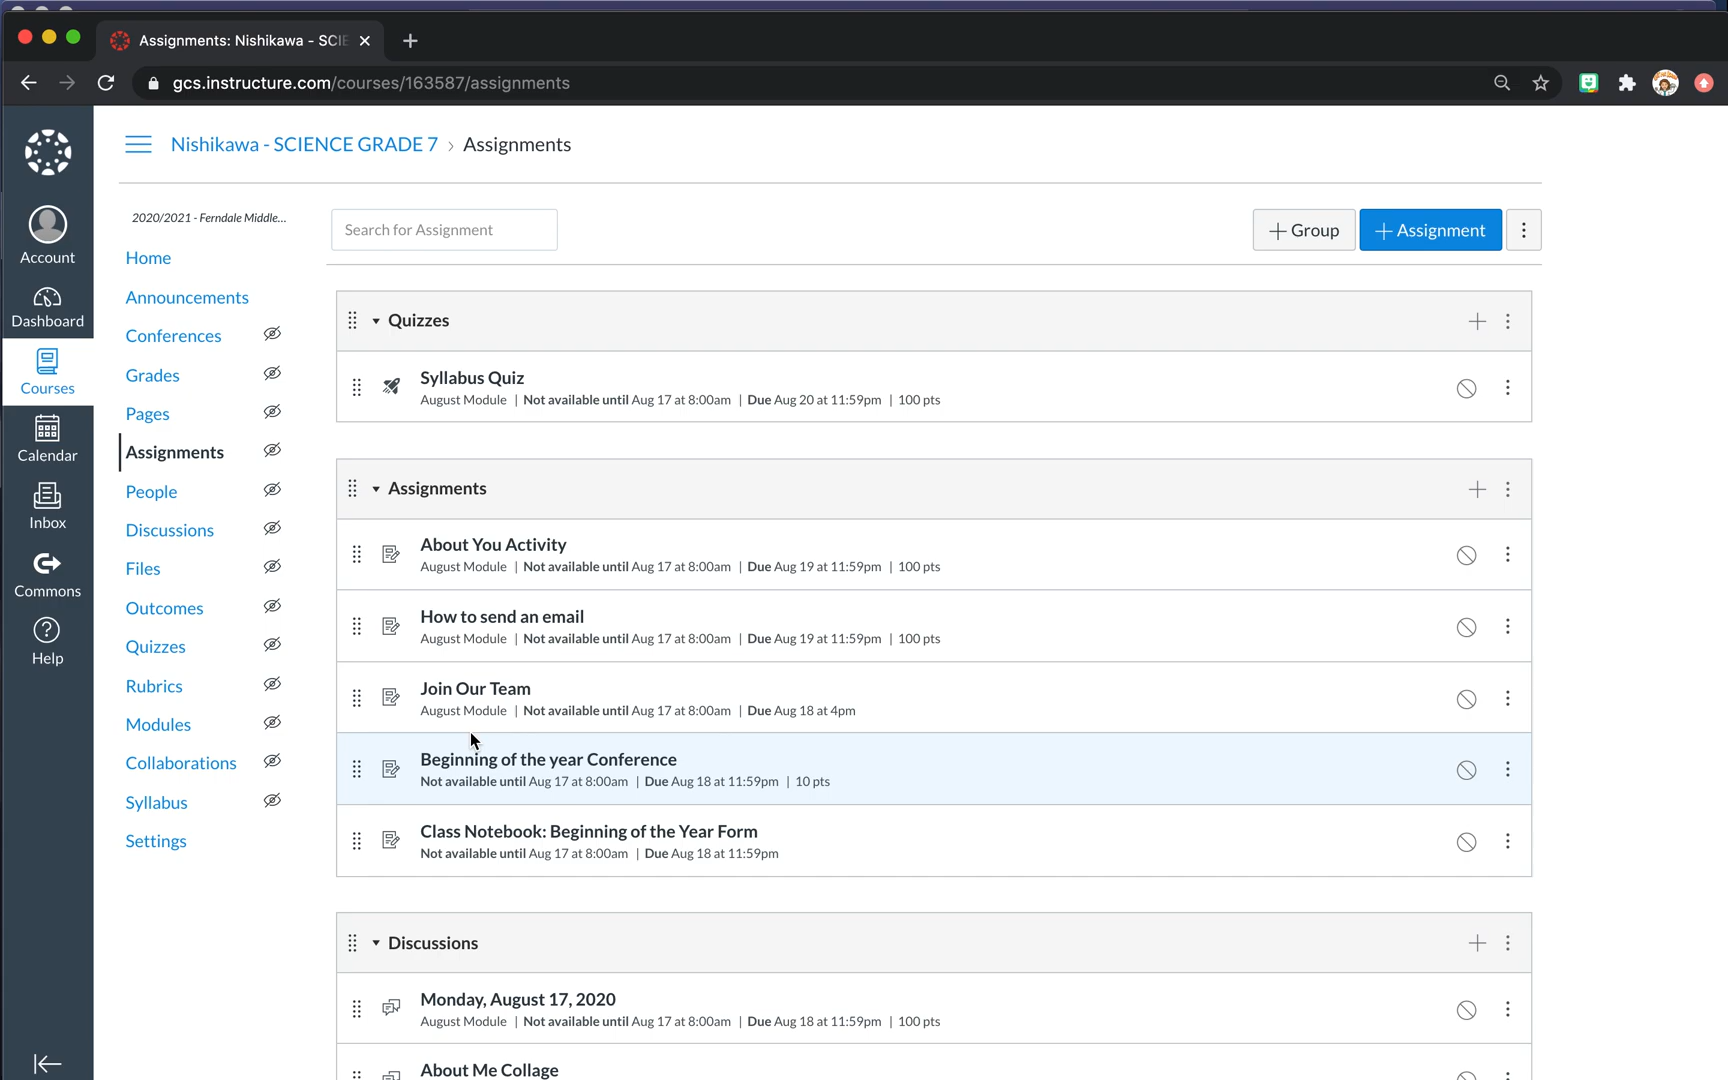 Assignments: Nishikawa - SCIE
gcs.instructure.com/courses/163587/assignments
Nishikawa - SCIENCE GRADE 7 › Assignments
Account
Dashboard
Courses
Calendar
Inbox
Commons
Help
2020/2021 - Ferndale Middle...
Home
Announcements
Conferences
Grades
Pages
Assignments
People
Discussions
Files
Outcomes
Quizzes
Rubrics
Modules
Collaborations
Syllabus
Settings
Search for Assignment
+ Group
+ Assignment
Quizzes
Syllabus Quiz
August Module | Not available until Aug 17 at 8:00am | Due Aug 20 at 11:59pm | 100 pts
Assignments
About You Activity
August Module | Not available until Aug 17 at 8:00am | Due Aug 19 at 11:59pm | 100 pts
How to send an email
August Module | Not available until Aug 17 at 8:00am | Due Aug 19 at 11:59pm | 100 pts
Join Our Team
August Module | Not available until Aug 17 at 8:00am | Due Aug 18 at 4pm
Beginning of the year Conference
Not available until Aug 17 at 8:00am | Due Aug 18 at 11:59pm | 10 pts
Class Notebook: Beginning of the Year Form
Not available until Aug 17 at 8:00am | Due Aug 18 at 11:59pm
Discussions
Monday, August 17, 2020
August Module | Not available until Aug 17 at 8:00am | Due Aug 18 at 11:59pm | 100 pts
About Me Collage